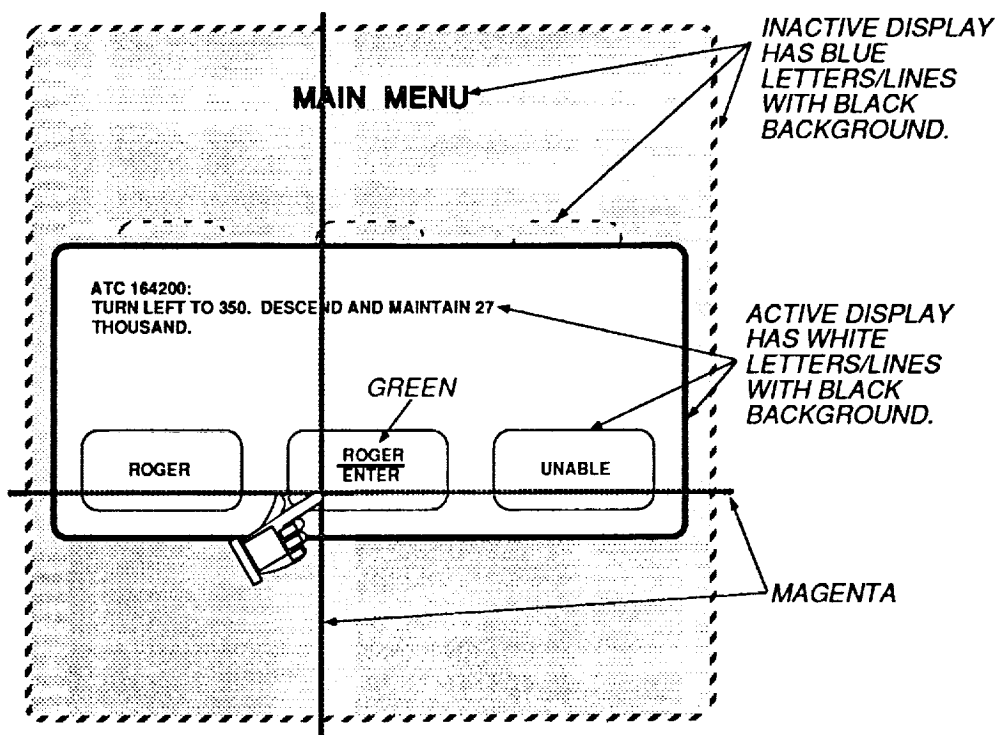 INACTIVE DISPLAY
HAS BLUE
LETTERS/LINES
WITH BLACK
BACKGROUND.
MAIN MENU
ATC 164200:
TURN LEFT TO 350. DESCEND AND MAINTAIN 27
THOUSAND.
ACTIVE DISPLAY
HAS WHITE
LETTERS/LINES
WITH BLACK
BACKGROUND.
GREEN
ROGER
ROGER
ENTER
UNABLE
MAGENTA